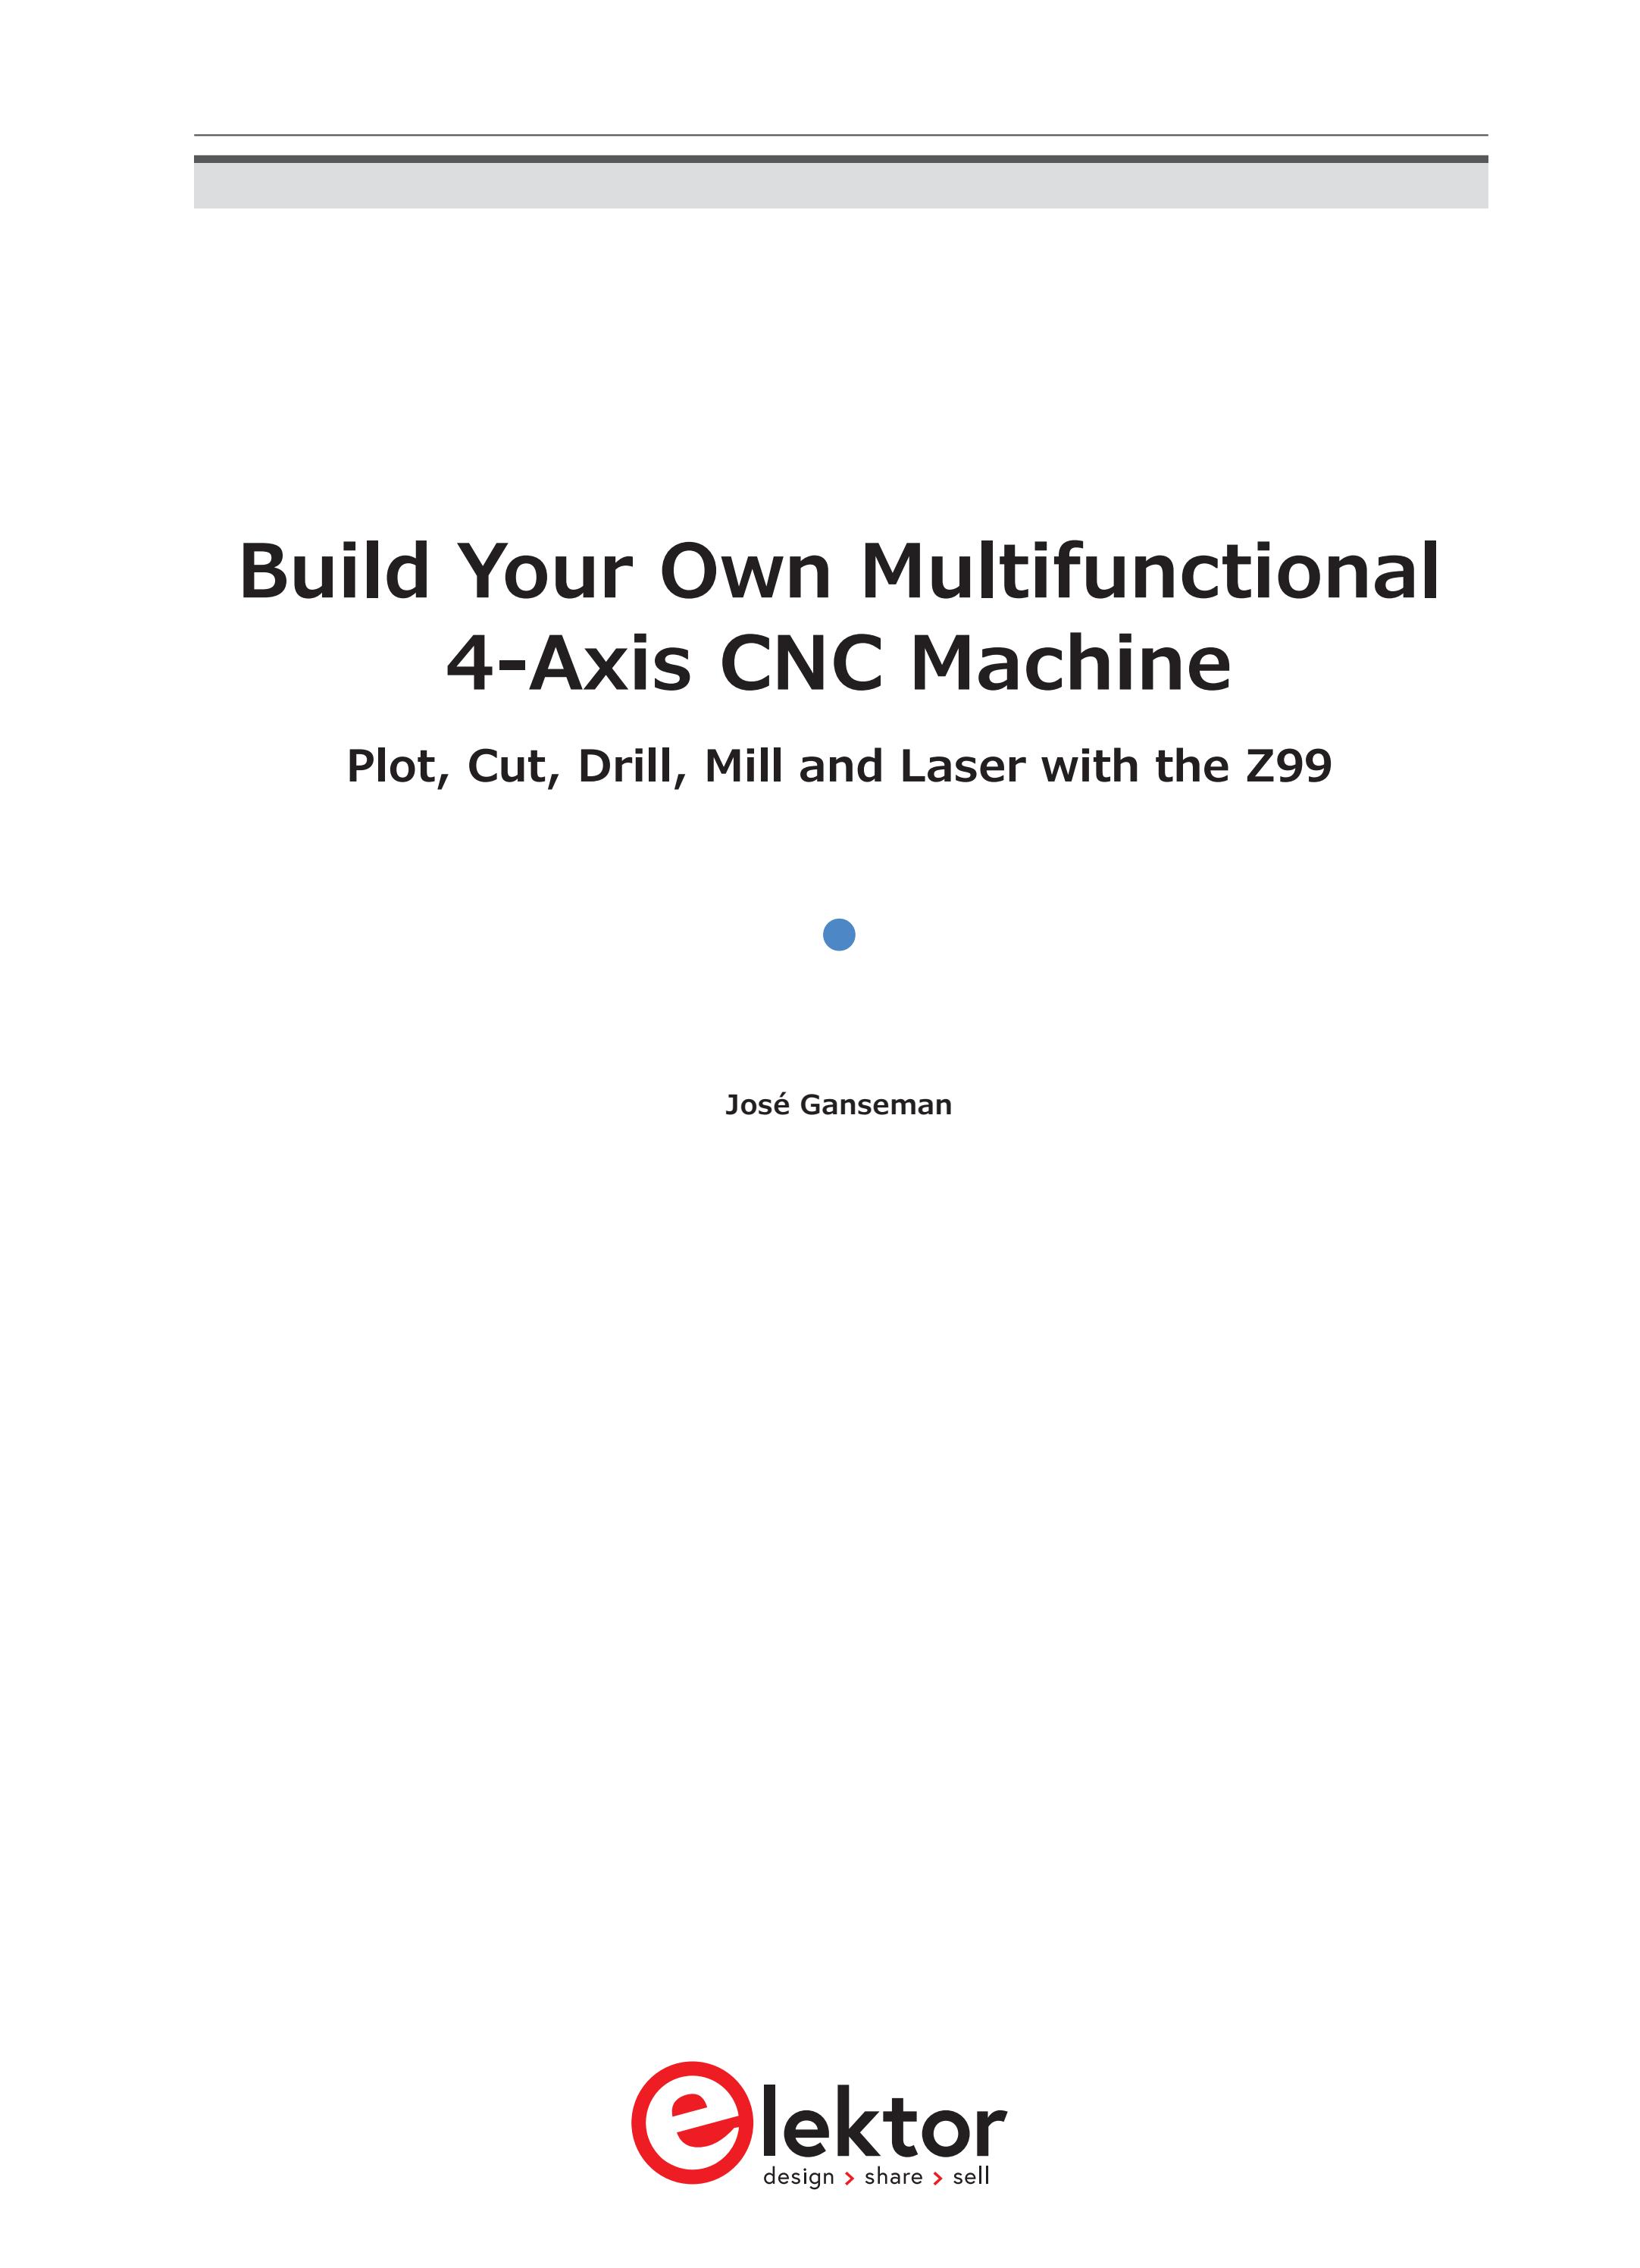 Build Your Own Multifunctional
4-Axis CNC Machine
Plot, Cut, Drill, Mill and Laser with the Z99
José Ganseman
elektor
design > share > sell